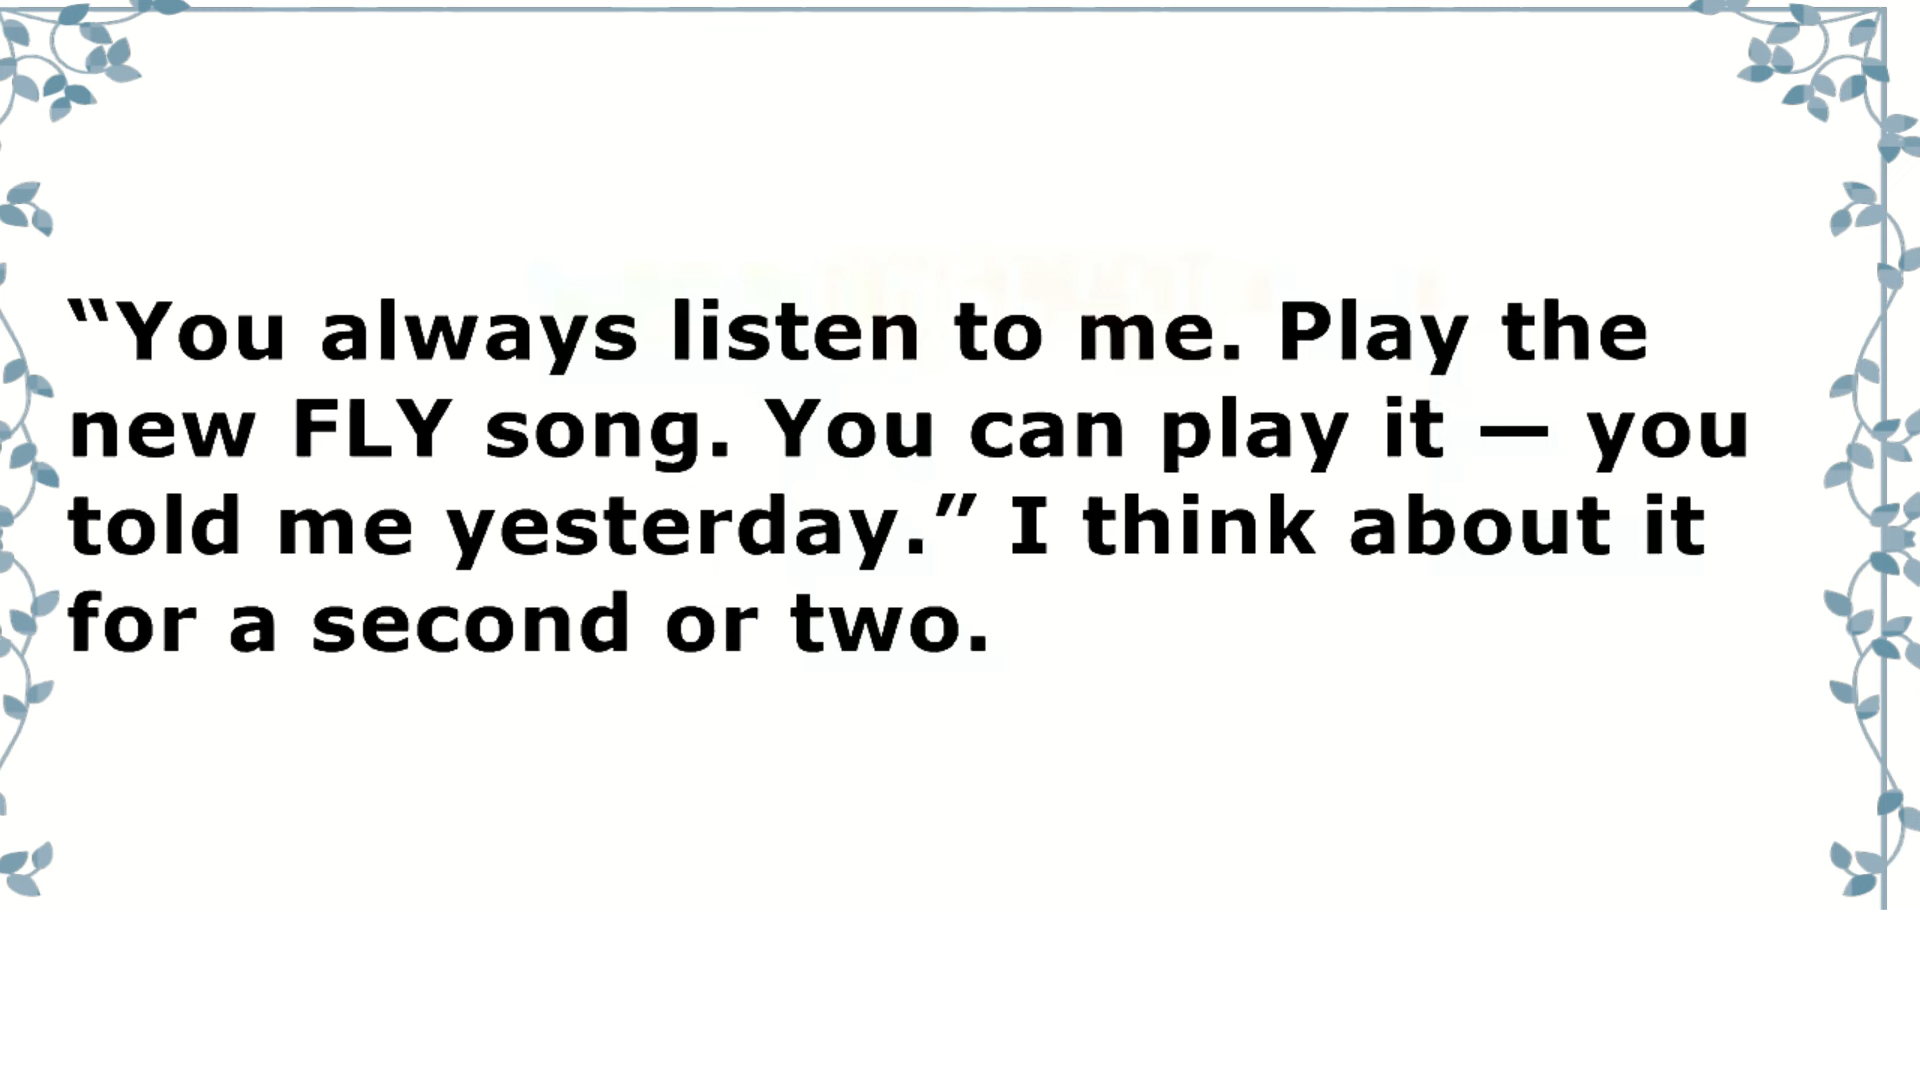 “You always listen to me. Play the
new FLY song. You can play it — you
told me yesterday.” I think about it
for a second or two.